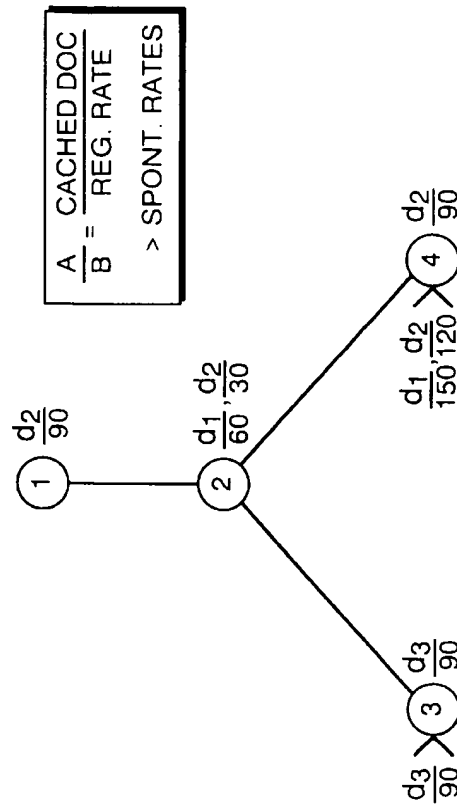 A/B = CACHED DOC/REG. RATE
> SPONT. RATES
1
d2/90
2
d1/60, d2/30
3
d3/90
d3/90
4
d2/90
d1/150, d2/120